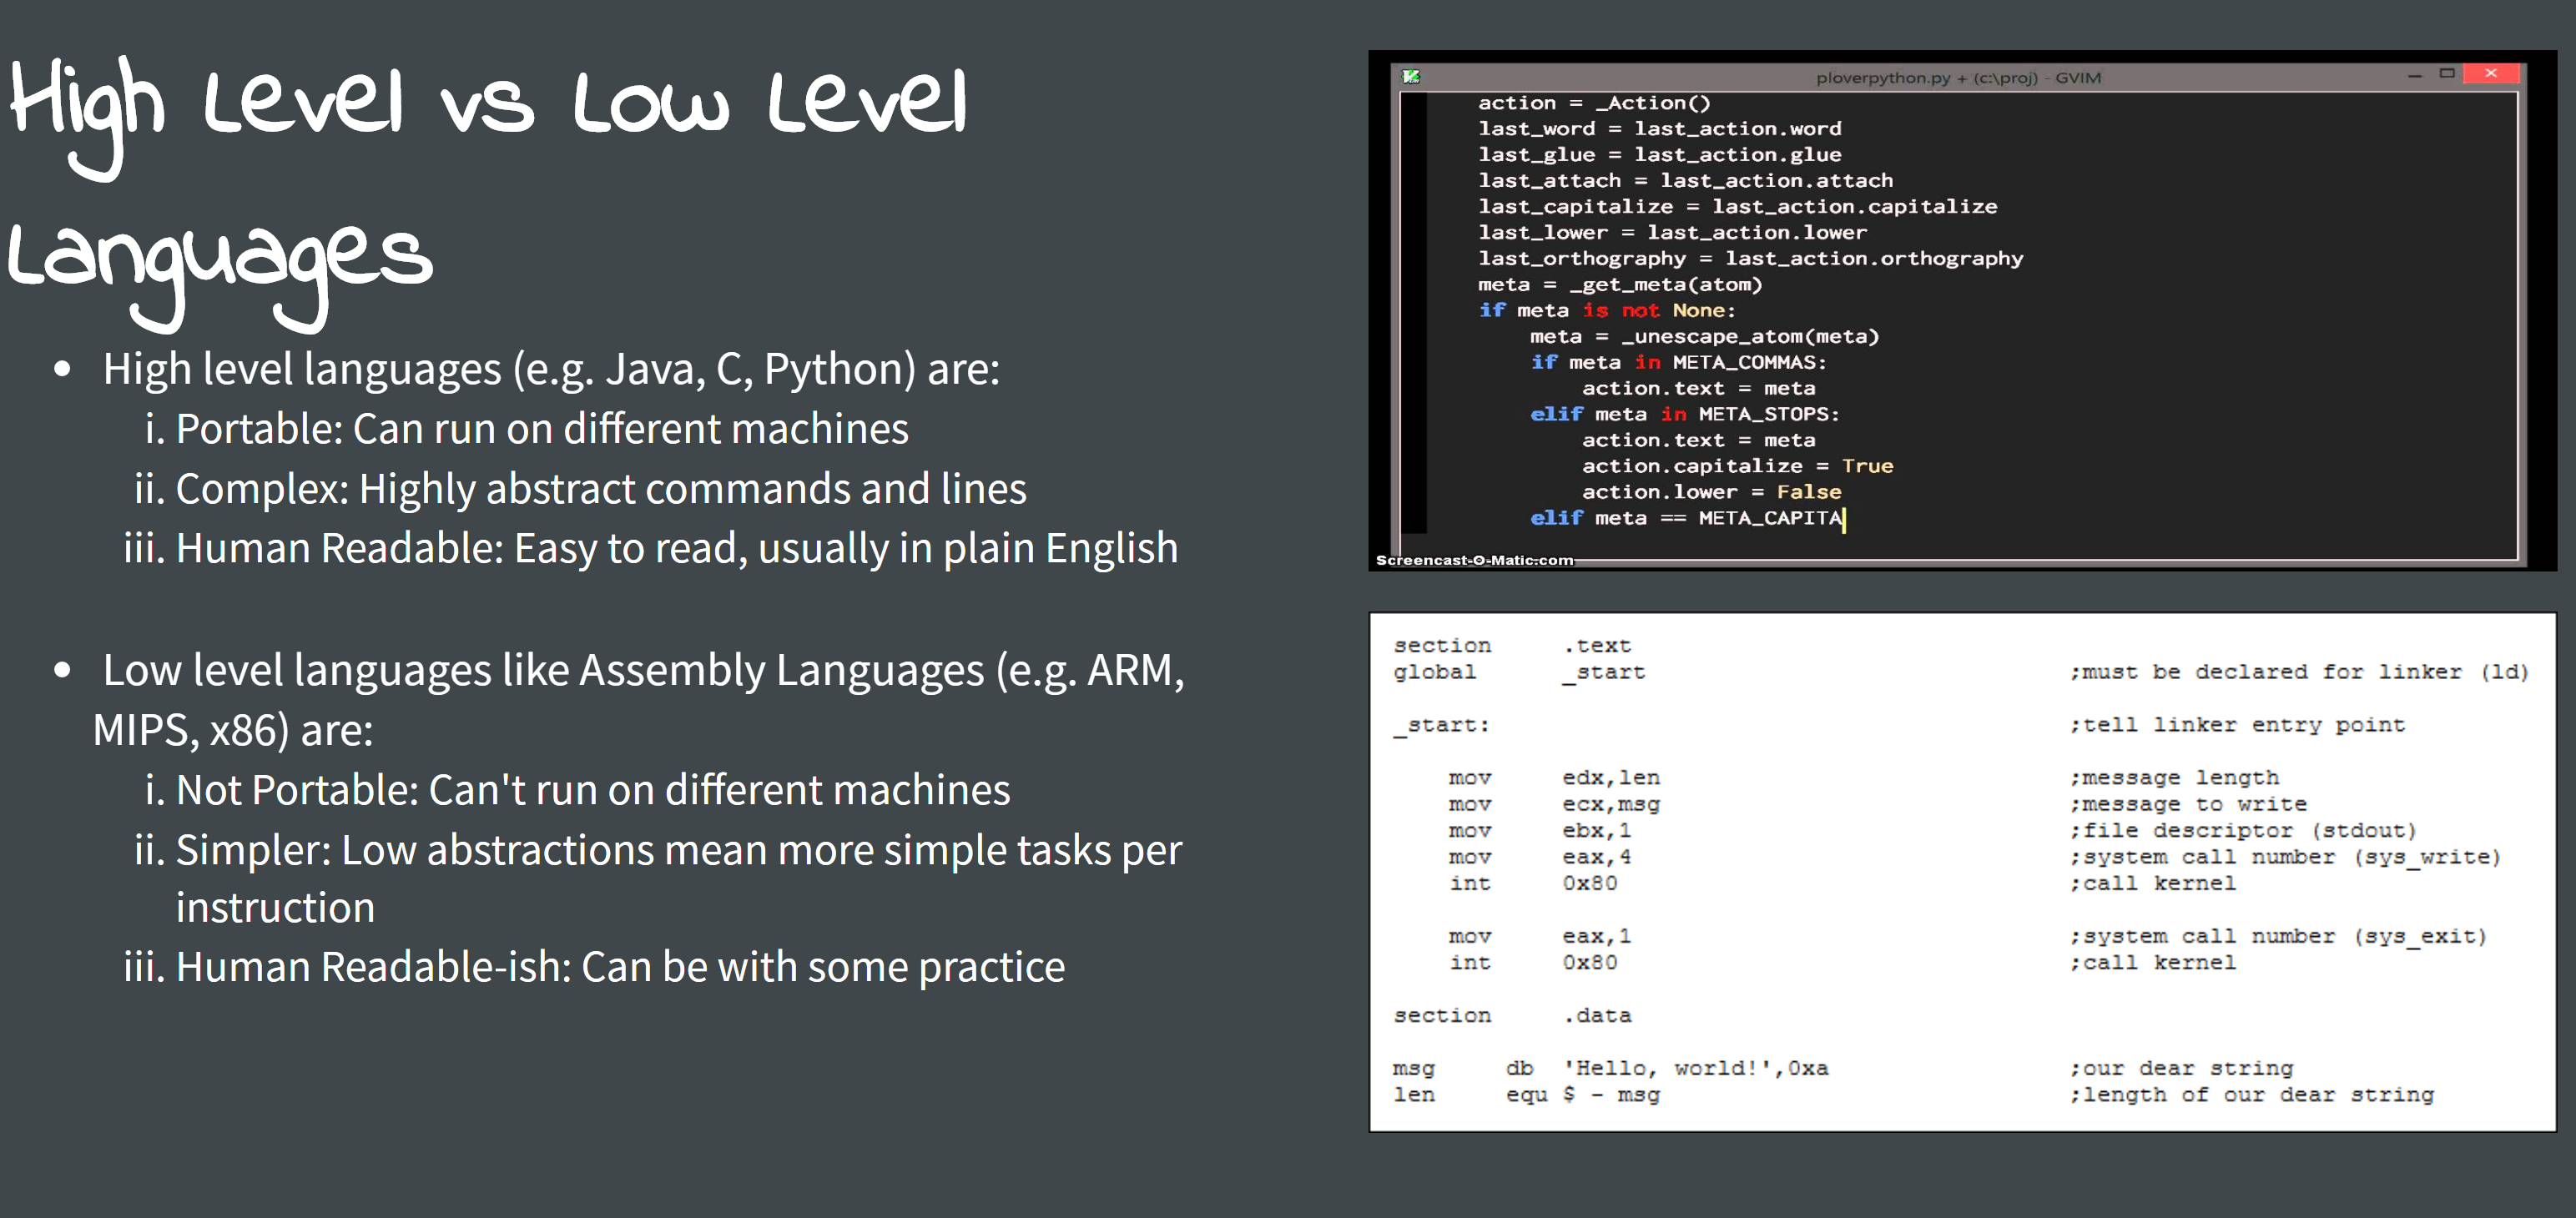 High Level vs Low Level
Languages
• High level languages (e.g. Java, C, Python) are:
i. Portable: Can run on different machines
ii. Complex: Highly abstract commands and lines
iii. Human Readable: Easy to read, usually in plain English
• Low level languages like Assembly Languages (e.g. ARM,
MIPS, x86) are:
i. Not Portable: Can't run on different machines
ii. Simpler: Low abstractions mean more simple tasks per
instruction
iii. Human Readable-ish: Can be with some practice
ploverpython.py + (c:\proj) - GVIM
action = _Action()
last_word = last_action.word
last_glue = last_action.glue
last_attach = last_action.attach
last_capitalize = last_action.capitalize
last_lower = last_action.lower
last_orthography = last_action.orthography
meta = _get_meta(atom)
if meta is not None:
meta = _unescape_atom(meta)
if meta in META_COMMAS:
action.text = meta
elif meta in META_STOPS:
action.text = meta
action.capitalize = True
action.lower = False
elif meta == META_CAPITA
Screencast-O-Matic.com
section .text
global _start ;must be declared for linker (ld)
_start: ;tell linker entry point
mov edx,len ;message length
mov ecx,msg ;message to write
mov ebx,1 ;file descriptor (stdout)
mov eax,4 ;system call number (sys_write)
int 0x80 ;call kernel
mov eax,1 ;system call number (sys_exit)
int 0x80 ;call kernel
section .data
msg db 'Hello, world!',0xa ;our dear string
len equ $ - msg ;length of our dear string